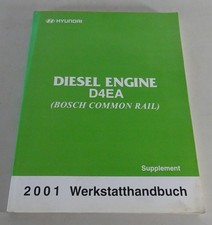 HYUNDAI
DIESEL ENGINE
D4EA
(BOSCH COMMON RAIL)
Supplement
2001 Werkstatthandbuch